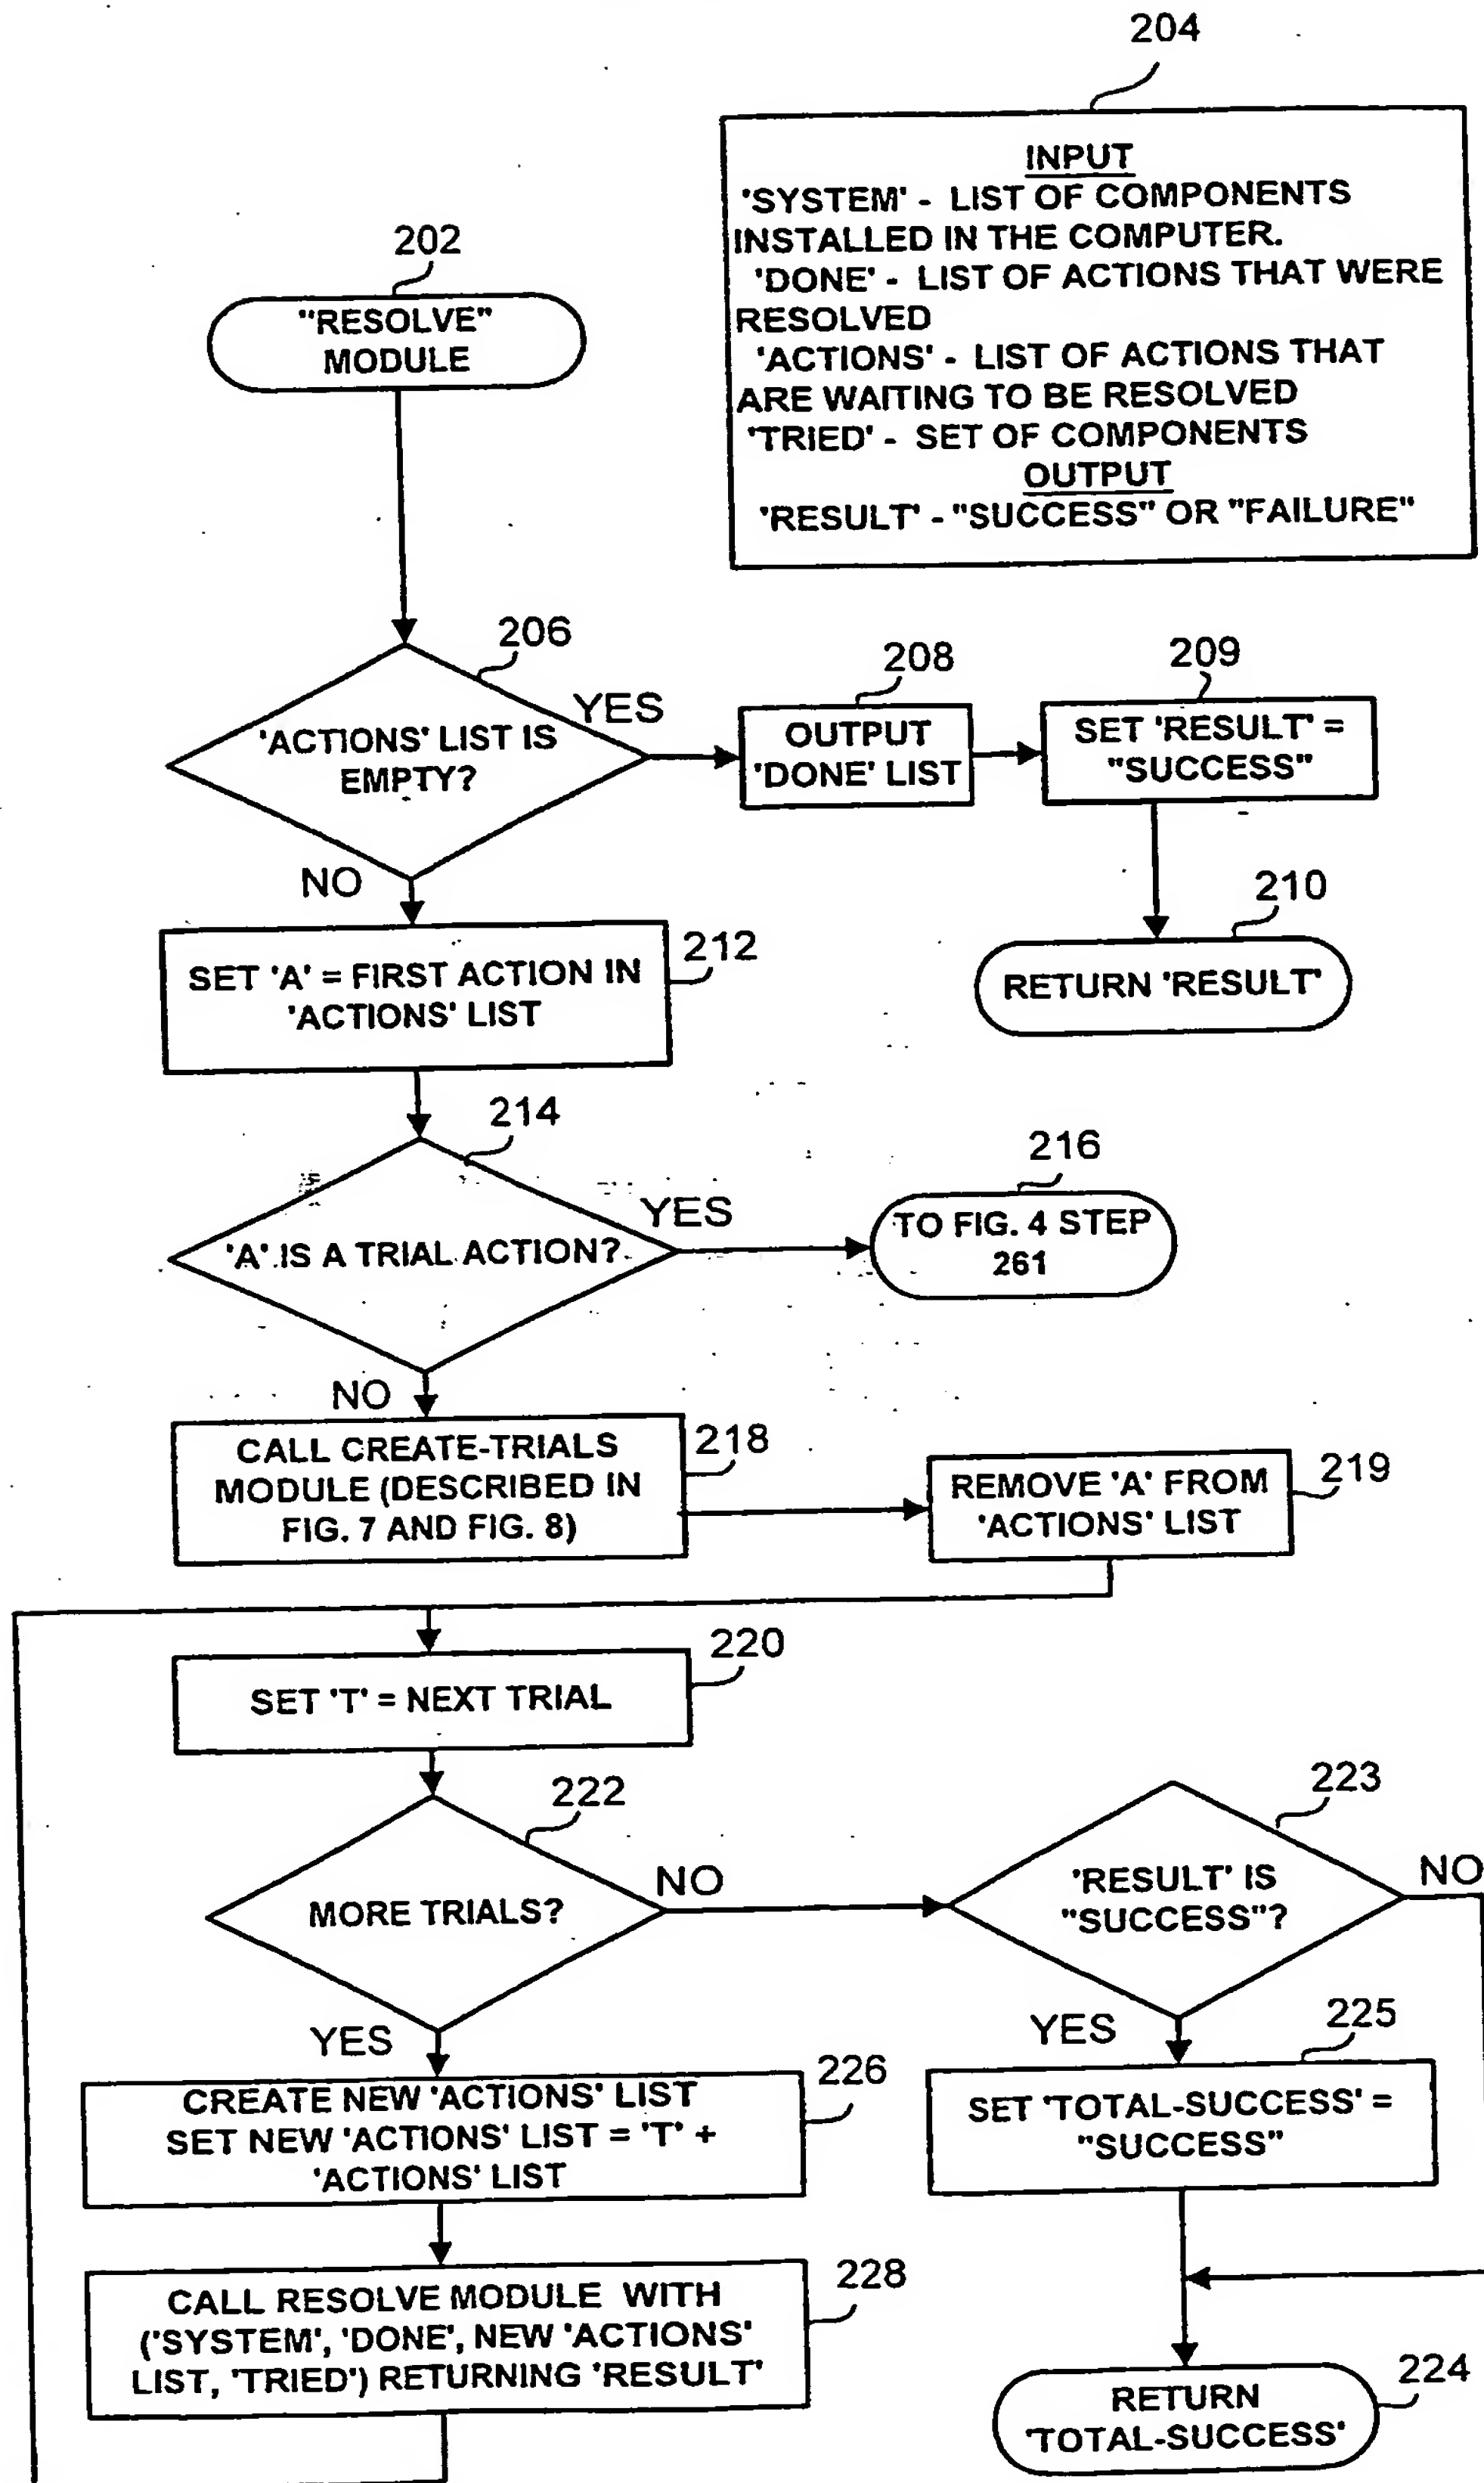 204
INPUT
'SYSTEM' - LIST OF COMPONENTS
INSTALLED IN THE COMPUTER.
'DONE' - LIST OF ACTIONS THAT WERE
RESOLVED
'ACTIONS' - LIST OF ACTIONS THAT
ARE WAITING TO BE RESOLVED
'TRIED' - SET OF COMPONENTS
OUTPUT
'RESULT' - "SUCCESS" OR "FAILURE"
202
"RESOLVE"
MODULE
206
'ACTIONS' LIST IS
EMPTY?
YES
NO
208
OUTPUT
'DONE' LIST
209
SET 'RESULT' =
"SUCCESS"
210
RETURN 'RESULT'
212
SET 'A' = FIRST ACTION IN
'ACTIONS' LIST
214
'A' IS A TRIAL ACTION?
YES
NO
216
TO FIG. 4 STEP
261
218
CALL CREATE-TRIALS
MODULE (DESCRIBED IN
FIG. 7 AND FIG. 8)
219
REMOVE 'A' FROM
'ACTIONS' LIST
220
SET 'T' = NEXT TRIAL
222
MORE TRIALS?
NO
YES
223
'RESULT' IS
"SUCCESS"?
NO
YES
225
SET 'TOTAL-SUCCESS' =
"SUCCESS"
226
CREATE NEW 'ACTIONS' LIST
SET NEW 'ACTIONS' LIST = 'T' +
'ACTIONS' LIST
228
CALL RESOLVE MODULE WITH
('SYSTEM', 'DONE', NEW 'ACTIONS'
LIST, 'TRIED') RETURNING 'RESULT'
224
RETURN
'TOTAL-SUCCESS'